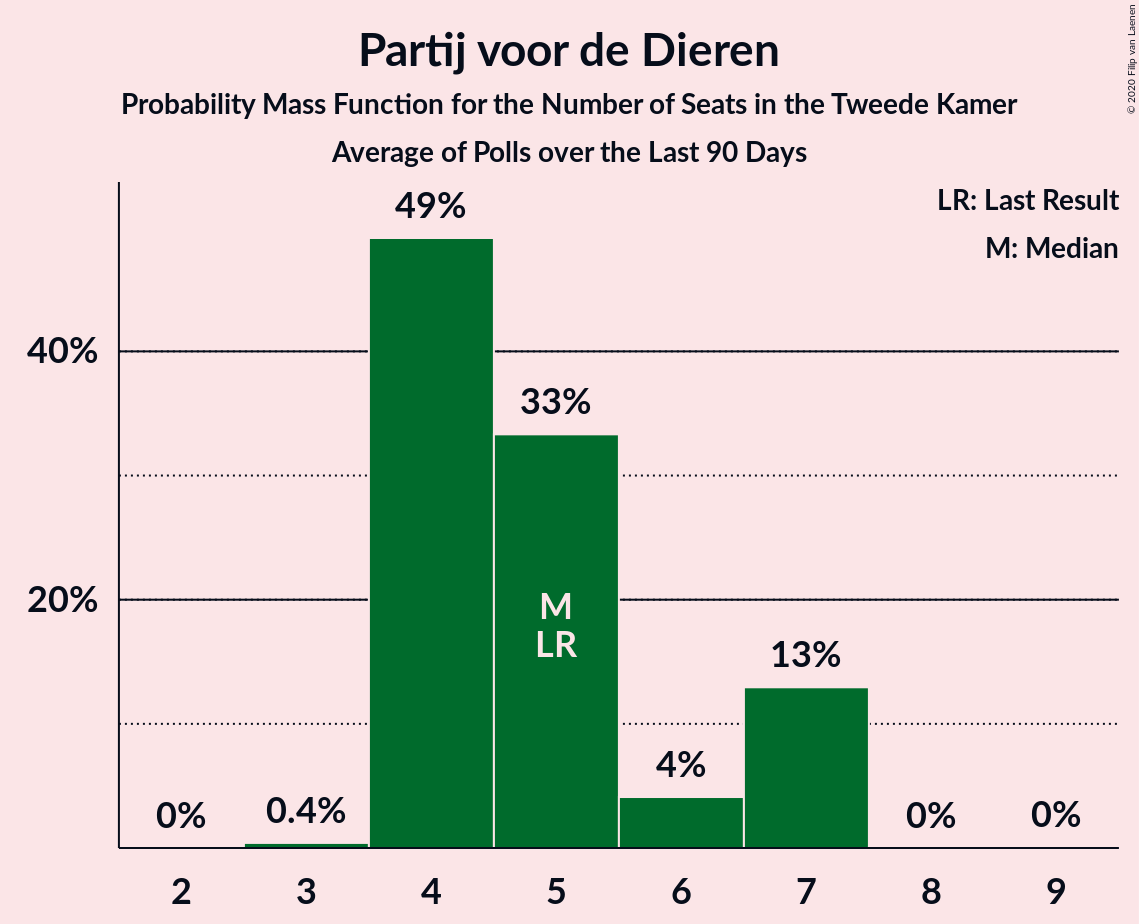 Partij voor de Dieren
Probability Mass Function for the Number of Seats in the Tweede Kamer
Average of Polls over the Last 90 Days
© 2020 Filip van Laenen
LR: Last Result
M: Median
49%
40%
33%
20%
M
LR
13%
4%
0%
0.4%
0%
0%
2 3 4 5 6 7 8 9